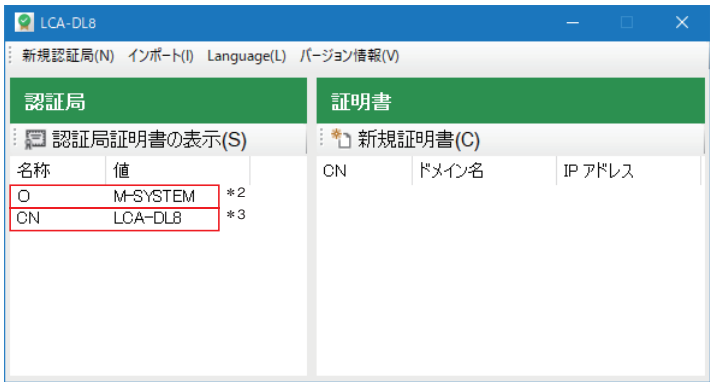 LCA-DL8
新規認証局(N) インポート(I) Language(L) バージョン情報(V)
認証局
認証局証明書の表示(S)
名称 値
O M-SYSTEM *2
CN LCA-DL8 *3
証明書
新規証明書(C)
CN ドメイン名 IP アドレス